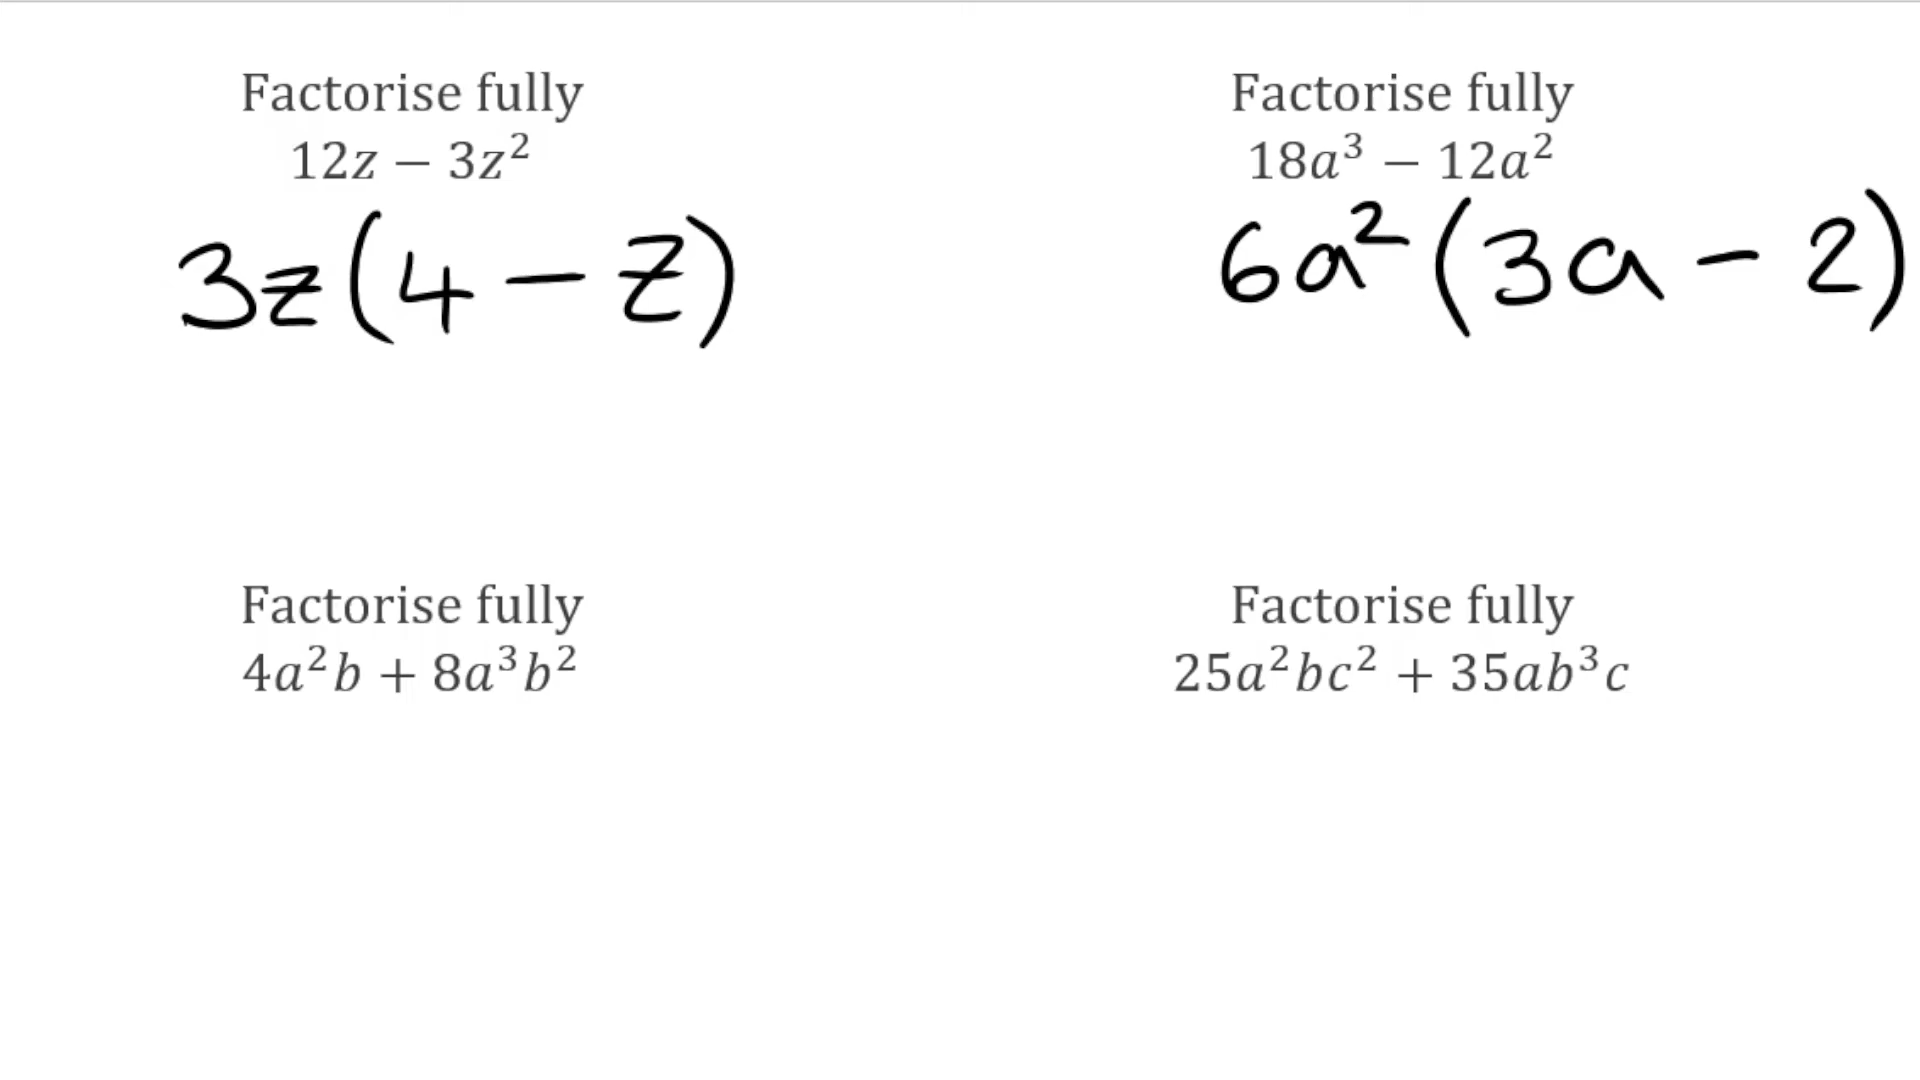 Factorise fully
12z − 3z²
3z(4 − z)
Factorise fully
18a³ − 12a²
6a²(3a − 2)
Factorise fully
4a²b + 8a³b²
Factorise fully
25a²bc² + 35ab³c